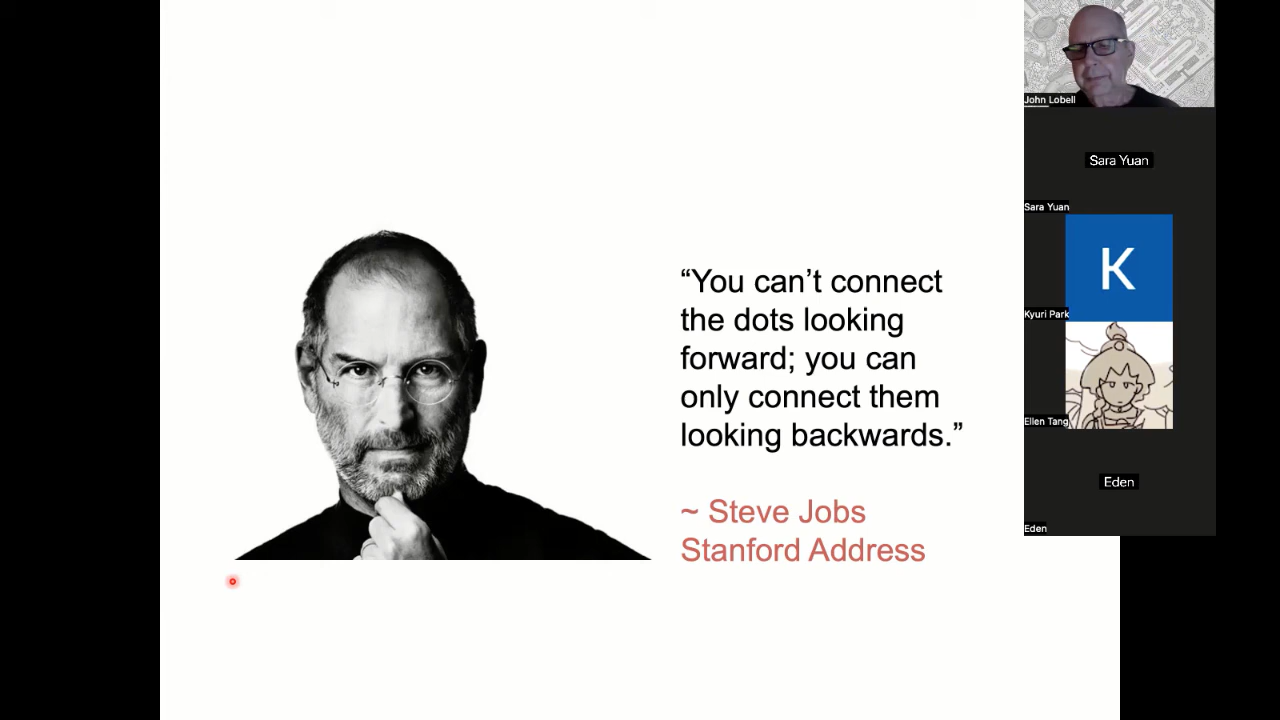 “You can’t connect
the dots looking
forward; you can
only connect them
looking backwards.”
~ Steve Jobs
Stanford Address
John Lobell
Sara Yuan
Sara Yuan
K
Kyuri Park
Ellen Tang
Eden
Eden